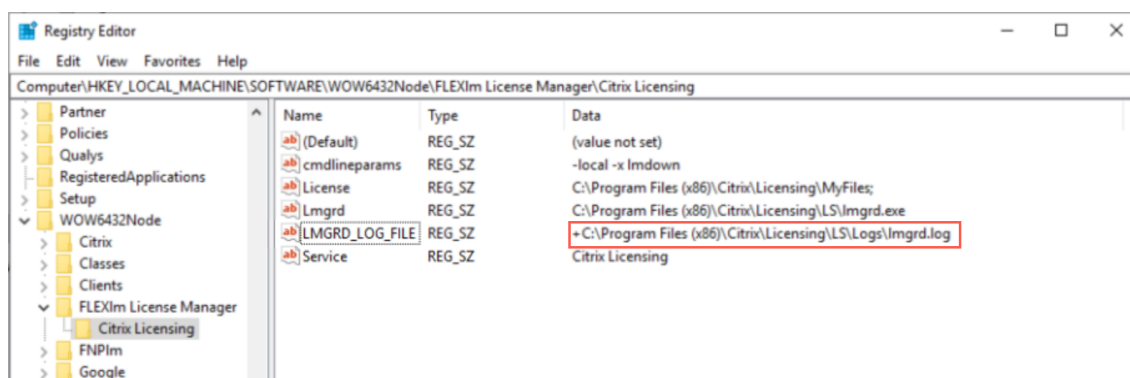 Registry Editor
File Edit View Favorites Help
Computer\HKEY_LOCAL_MACHINE\SOFTWARE\WOW6432Node\FLEXlm License Manager\Citrix Licensing
Partner
Policies
Qualys
RegisteredApplications
Setup
WOW6432Node
Citrix
Classes
Clients
FLEXlm License Manager
Citrix Licensing
FNPlm
Google
Name Type Data
(Default) REG_SZ (value not set)
cmdlineparams REG_SZ -local -x lmdown
License REG_SZ C:\Program Files (x86)\Citrix\Licensing\MyFiles;
Lmgrd REG_SZ C:\Program Files (x86)\Citrix\Licensing\LS\lmgrd.exe
LMGRD_LOG_FILE REG_SZ +C:\Program Files (x86)\Citrix\Licensing\LS\Logs\lmgrd.log
Service REG_SZ Citrix Licensing